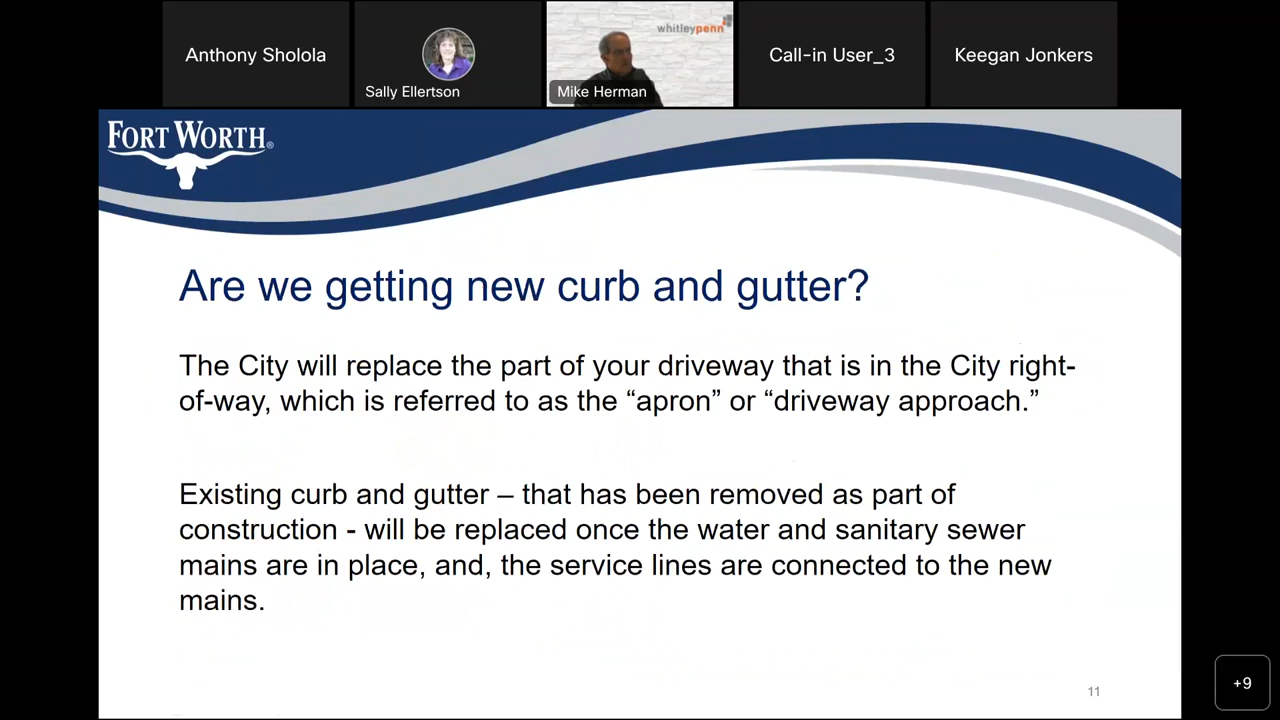 Anthony Sholola
Sally Ellertson
whitleypenn
Mike Herman
Call-in User_3
Keegan Jonkers
FORT WORTH®
Are we getting new curb and gutter?
The City will replace the part of your driveway that is in the City right-
of-way, which is referred to as the “apron” or “driveway approach.”
Existing curb and gutter – that has been removed as part of
construction - will be replaced once the water and sanitary sewer
mains are in place, and, the service lines are connected to the new
mains.
11
+9